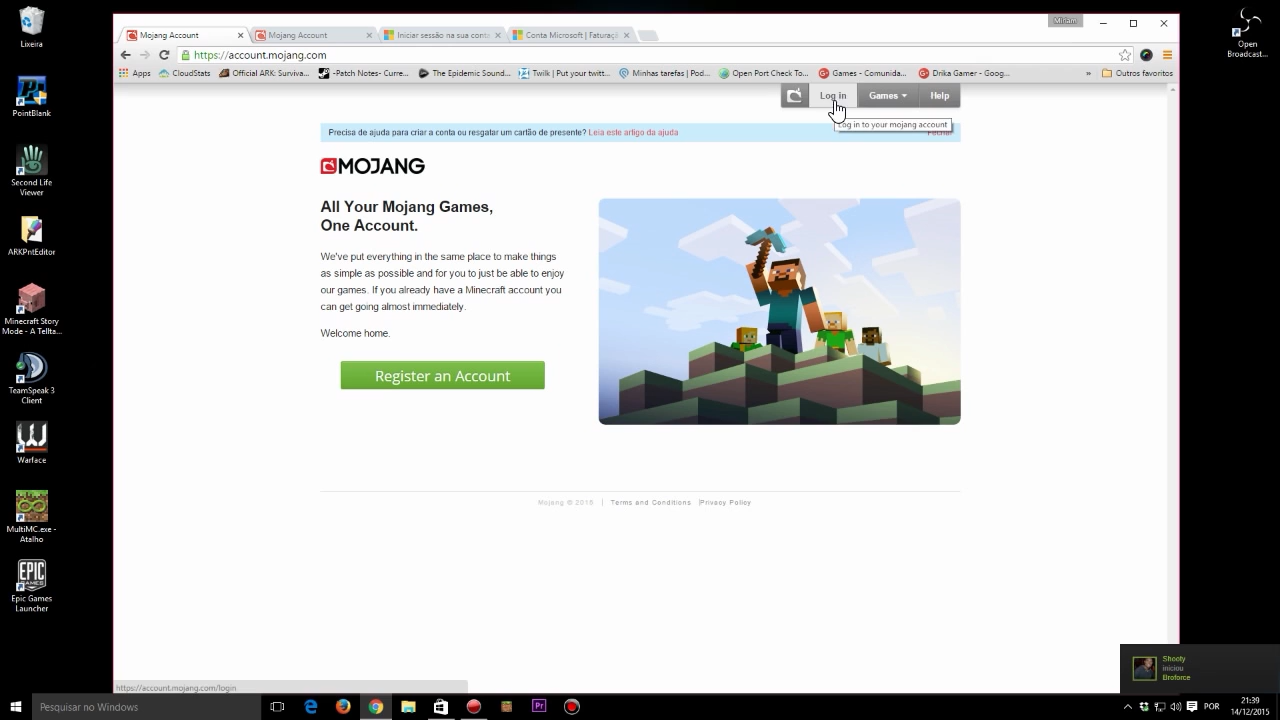 Lixeira
PointBlank
Second Life
Viewer
ARKPntEditor
Minecraft Story
Mode - A Tellta...
TeamSpeak 3
Client
Warface
MultiMC.exe -
Atalho
EPIC
GAMES
Epic Games
Launcher
Open
Broadcast...
Miriam
Mojang Account
Mojang Account
Iniciar sessão na sua conta
Conta Microsoft | Faturaç
https://account.mojang.com
Apps
CloudStats
Official ARK: Surviva...
-Patch Notes- Curre...
The Epidemic Sound...
Twilk | Put your twitt...
Minhas tarefas | Pod...
Open Port Check To...
Games - Comunida...
Drika Gamer - Goog...
»
Outros favoritos
Log in
Games
Help
Log in to your mojang account
Precisa de ajuda para criar a conta ou resgatar um cartão de presente? Leia este artigo da ajuda
Fechar
MOJANG
All Your Mojang Games,
One Account.
We've put everything in the same place to make things
as simple as possible and for you to just be able to enjoy
our games. If you already have a Minecraft account you
can get going almost immediately.
Welcome home.
Register an Account
Mojang © 2015 | Terms and Conditions | Privacy Policy
https://account.mojang.com/login
Shooty
iniciou
Broforce
Pesquisar no Windows
Pr
POR
21:39
14/12/2015